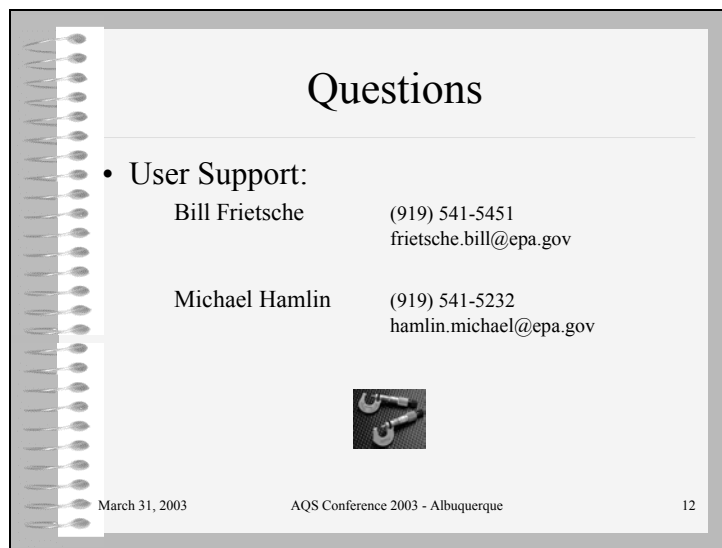 Questions
• User Support:
Bill Frietsche (919) 541-5451
frietsche.bill@epa.gov
Michael Hamlin (919) 541-5232
hamlin.michael@epa.gov
March 31, 2003 AQS Conference 2003 - Albuquerque 12